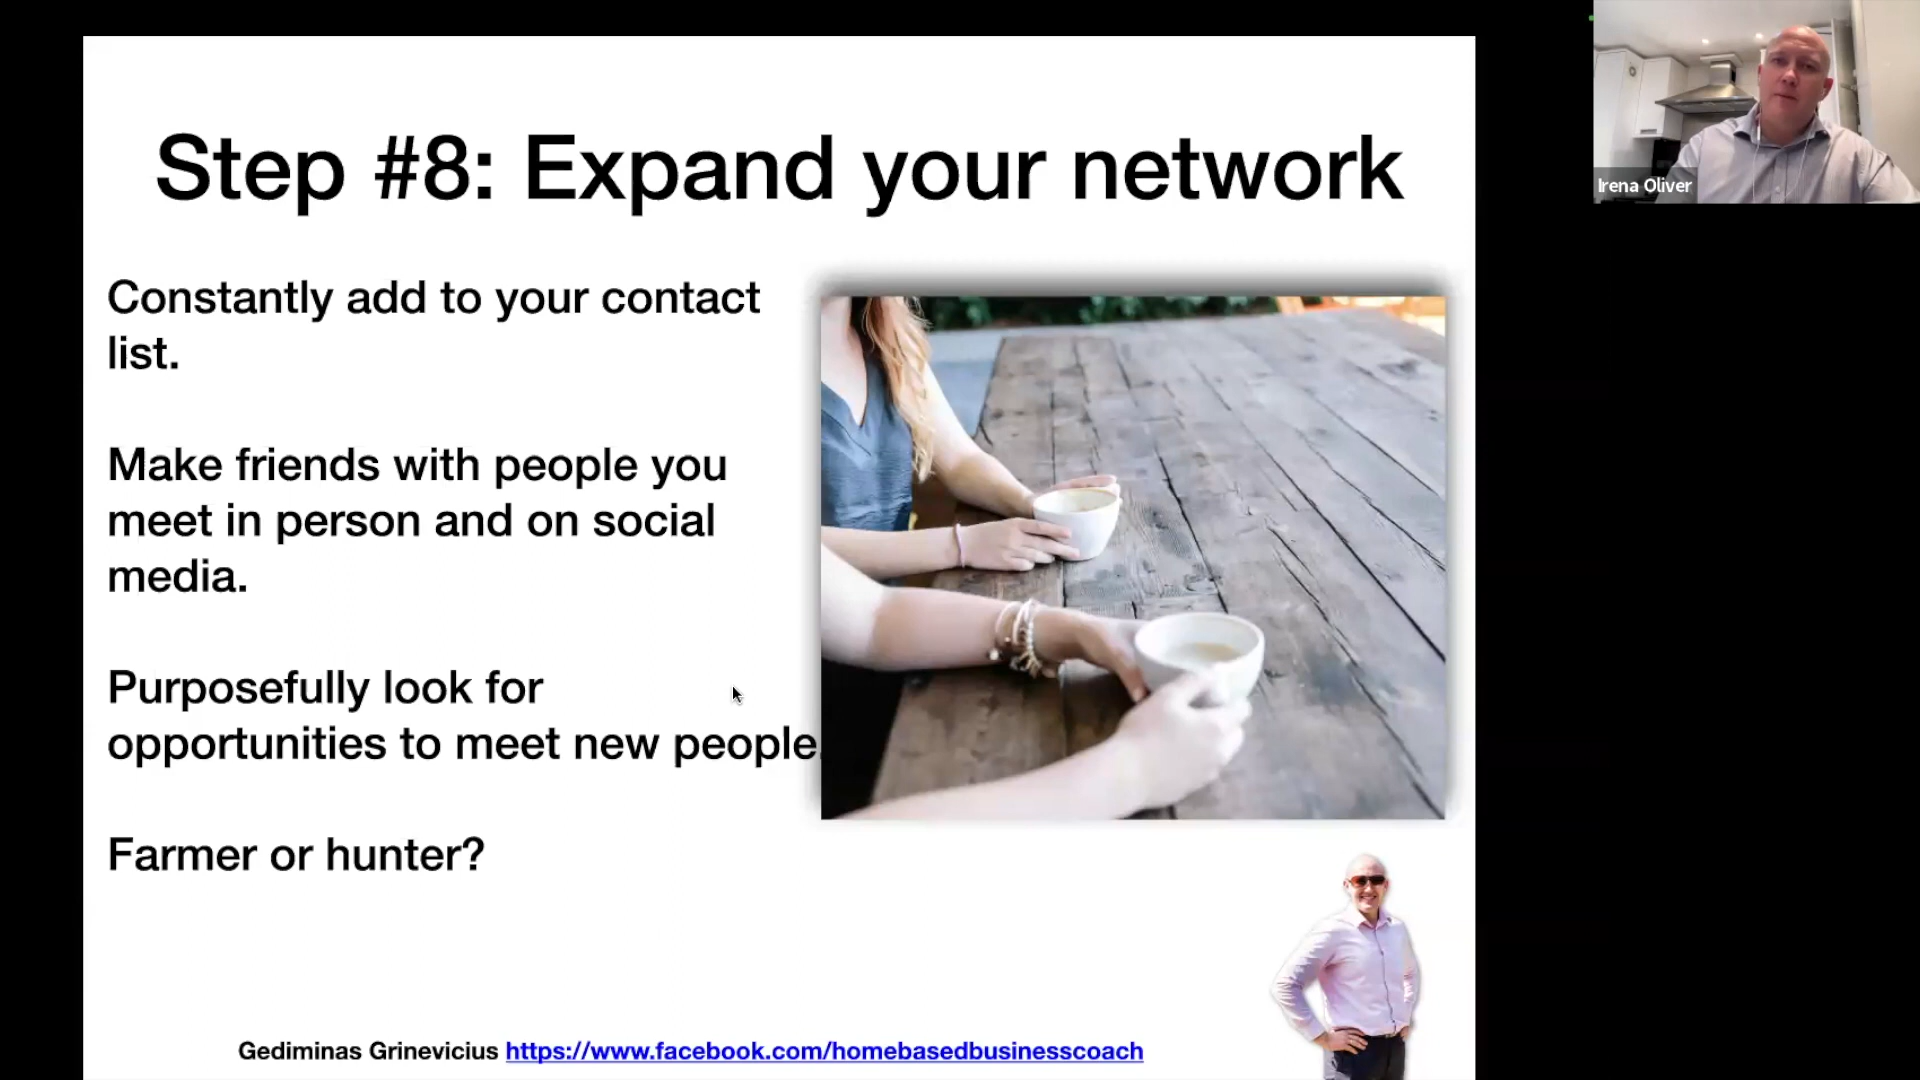 Step #8: Expand your network
Constantly add to your contact
list.
Make friends with people you
meet in person and on social
media.
Purposefully look for
opportunities to meet new people.
Farmer or hunter?
Gediminas Grinevicius https://www.facebook.com/homebasedbusinesscoach
Irena Oliver